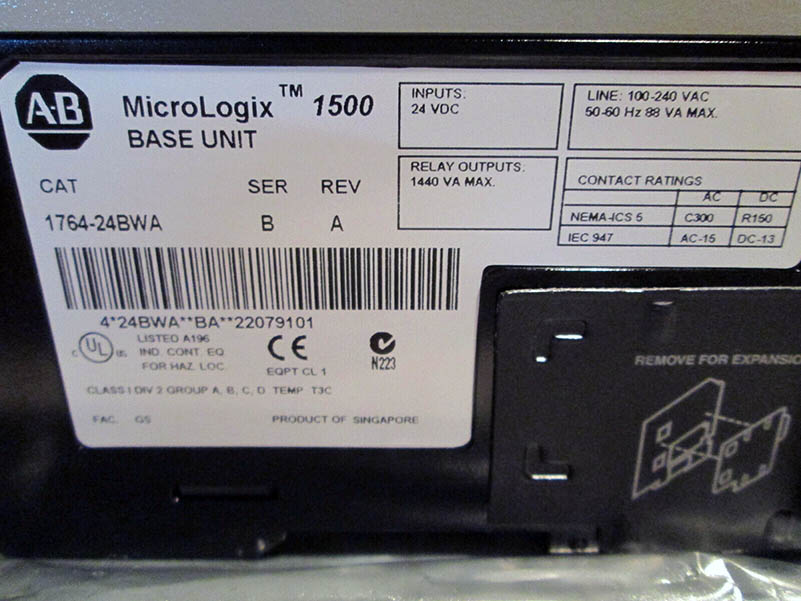 A-B
MicroLogix™ 1500
BASE UNIT
CAT SER REV
1764-24BWA B A
4*24BWA**BA**22079101
INPUTS:
24 VDC
LINE: 100-240 VAC
50-60 Hz 88 VA MAX.
RELAY OUTPUTS:
1440 VA MAX.
CONTACT RATINGS
AC DC
NEMA-ICS 5 C300 R150
IEC 947 AC-15 DC-13
C UL US
LISTED A196
IND. CONT. EQ.
FOR HAZ. LOC.
CE
EQPT CL 1
N223
CLASS I DIV 2 GROUP A, B, C, D TEMP T3C
FAC. GS PRODUCT OF SINGAPORE
REMOVE FOR EXPANSIO